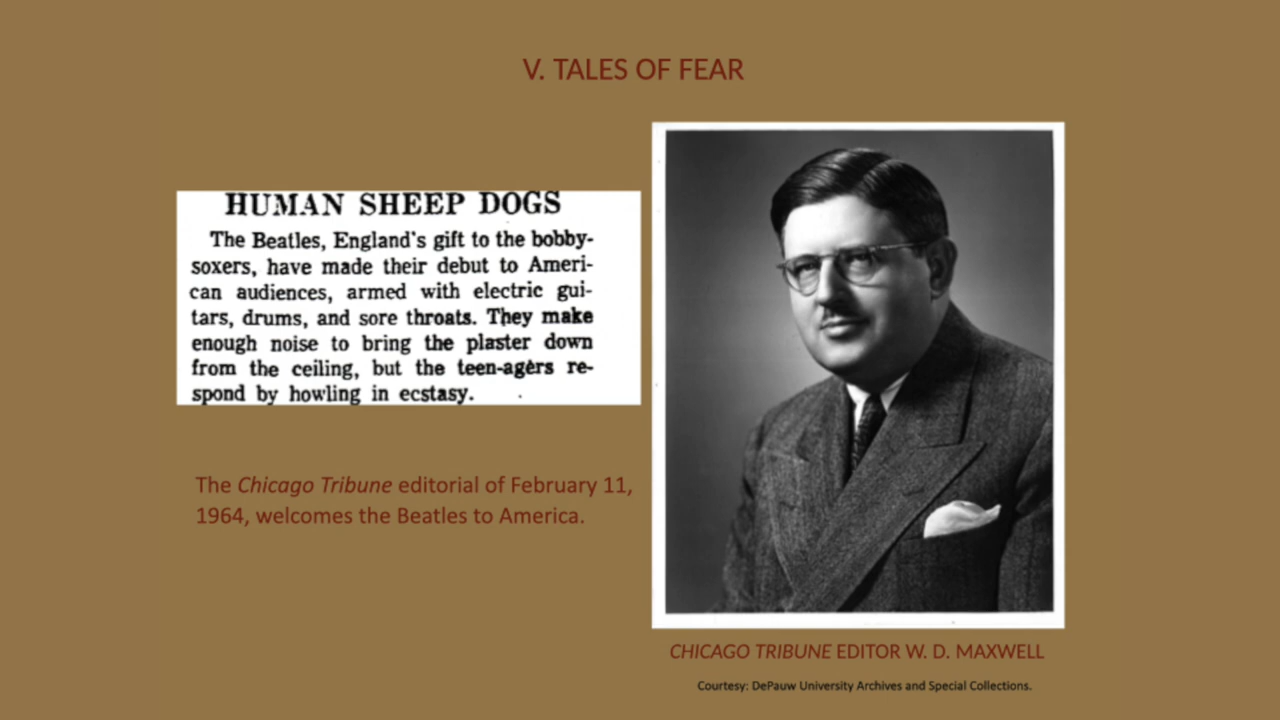 V. TALES OF FEAR
HUMAN SHEEP DOGS
The Beatles, England's gift to the bobby-
soxers, have made their debut to Ameri-
can audiences, armed with electric gui-
tars, drums, and sore throats. They make
enough noise to bring the plaster down
from the ceiling, but the teen-agers re-
spond by howling in ecstasy.
The Chicago Tribune editorial of February 11,
1964, welcomes the Beatles to America.
CHICAGO TRIBUNE EDITOR W. D. MAXWELL
Courtesy: DePauw University Archives and Special Collections.